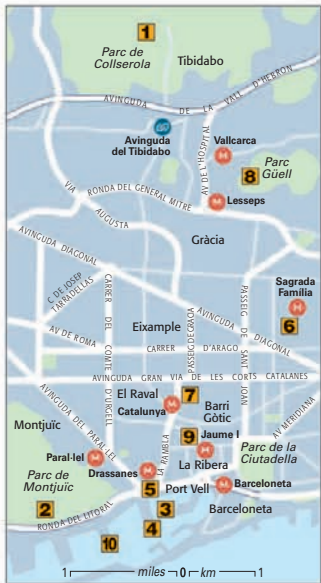 1
Parc de
Collserola
Tibidabo
AVINGUDA DE LA VALL D'HEBRON
Avinguda
del Tibidabo
AV DE L'HOSPITAL
Vallcarca
M
8
Parc
Güell
VIA AUGUSTA
RONDA DEL GENERAL MITRE
M
Lesseps
Gràcia
AVINGUDA DIAGONAL
C DE JOSEP
TARRADELLAS
CARRER DEL COMTE D'URGELL
PASSEIG DE GRACIA
AVINGUDA DIAGONAL
PASSEIG DE SANT JOAN
Sagrada
Família
M
6
Eixample
AV DE ROMA
CARRER D'ARAGO
AVINGUDA GRAN VIA DE LES CORTS CATALANES
El Raval
7
Catalunya
M
Barri
Gòtic
AV MERIDIANA
Montjuïc
AVINGUDA DEL PARAL·LEL
LA RAMBLA
9
Jaume I
M
Parc de la
Ciutadella
Paral·lel
M
La Ribera
Drassanes
M
Parc de
Montjuïc
5
Port Vell
M
Barceloneta
2
3
Barceloneta
RONDA DEL LITORAL
4
10
1 miles 0 km 1